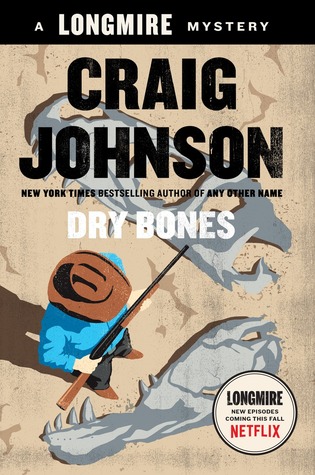 A LONGMIRE MYSTERY
CRAIG
JOHNSON
NEW YORK TIMES BESTSELLING AUTHOR OF ANY OTHER NAME
DRY BONES
LONGMIRE
NEW EPISODES
COMING THIS FALL
NETFLIX